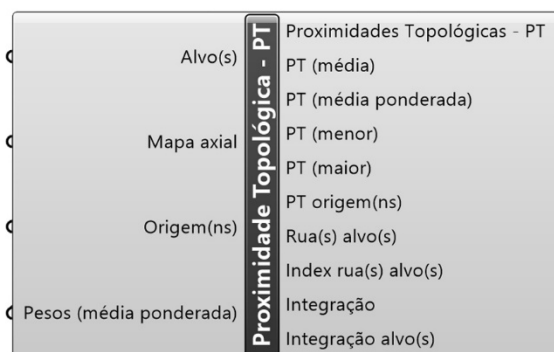 Alvo(s)
Mapa axial
Origem(ns)
Pesos (média ponderada)
Proximidade Topológica - PT
Proximidades Topológicas - PT
PT (média)
PT (média ponderada)
PT (menor)
PT (maior)
PT origem(ns)
Rua(s) alvo(s)
Index rua(s) alvo(s)
Integração
Integração alvo(s)